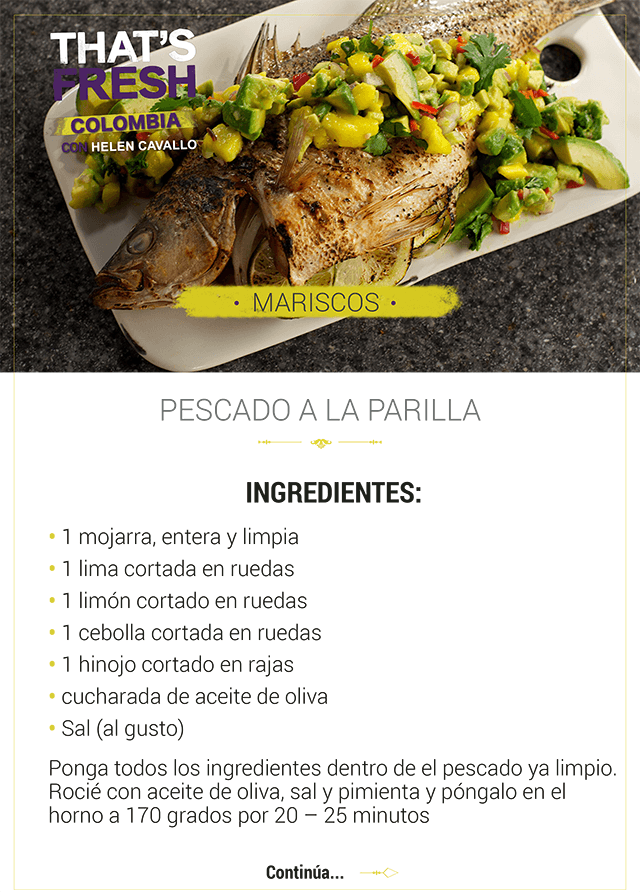 THAT'S
FRESH
COLOMBIA
CON HELEN CAVALLO
• MARISCOS •
PESCADO A LA PARILLA
INGREDIENTES:
• 1 mojarra, entera y limpia
• 1 lima cortada en ruedas
• 1 limón cortado en ruedas
• 1 cebolla cortada en ruedas
• 1 hinojo cortado en rajas
• cucharada de aceite de oliva
• Sal (al gusto)
Ponga todos los ingredientes dentro de el pescado ya limpio.
Rocié con aceite de oliva, sal y pimienta y póngalo en el
horno a 170 grados por 20 – 25 minutos
Continúa...